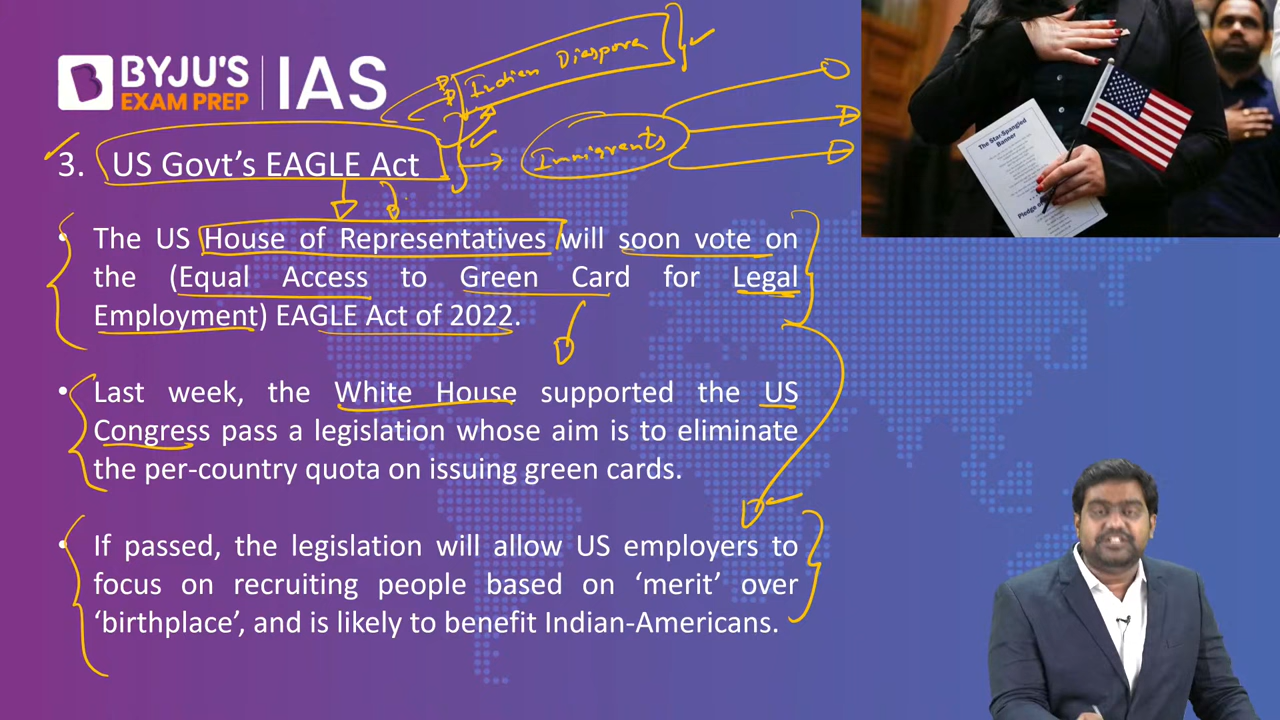 BYJU'S
EXAM PREP
IAS
Indian Diaspora
Immigrants
3. US Govt's EAGLE Act
• The US House of Representatives will soon vote on
the (Equal Access to Green Card for Legal
Employment) EAGLE Act of 2022.
• Last week, the White House supported the US
Congress pass a legislation whose aim is to eliminate
the per-country quota on issuing green cards.
• If passed, the legislation will allow US employers to
focus on recruiting people based on ‘merit’ over
‘birthplace’, and is likely to benefit Indian-Americans.
The Star-Spangled
Banner